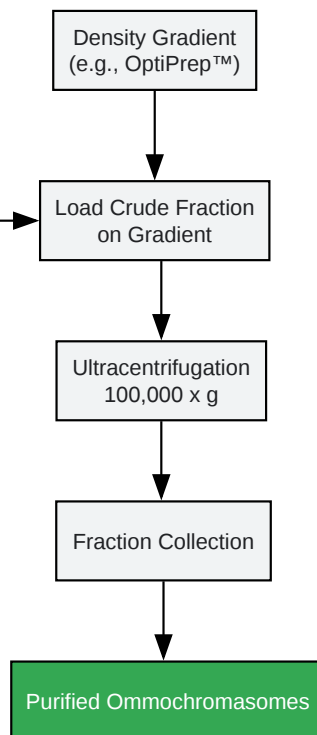 Density Gradient
(e.g., OptiPrep™)
Load Crude Fraction
on Gradient
Ultracentrifugation
100,000 x g
Fraction Collection
Purified Ommochromasomes